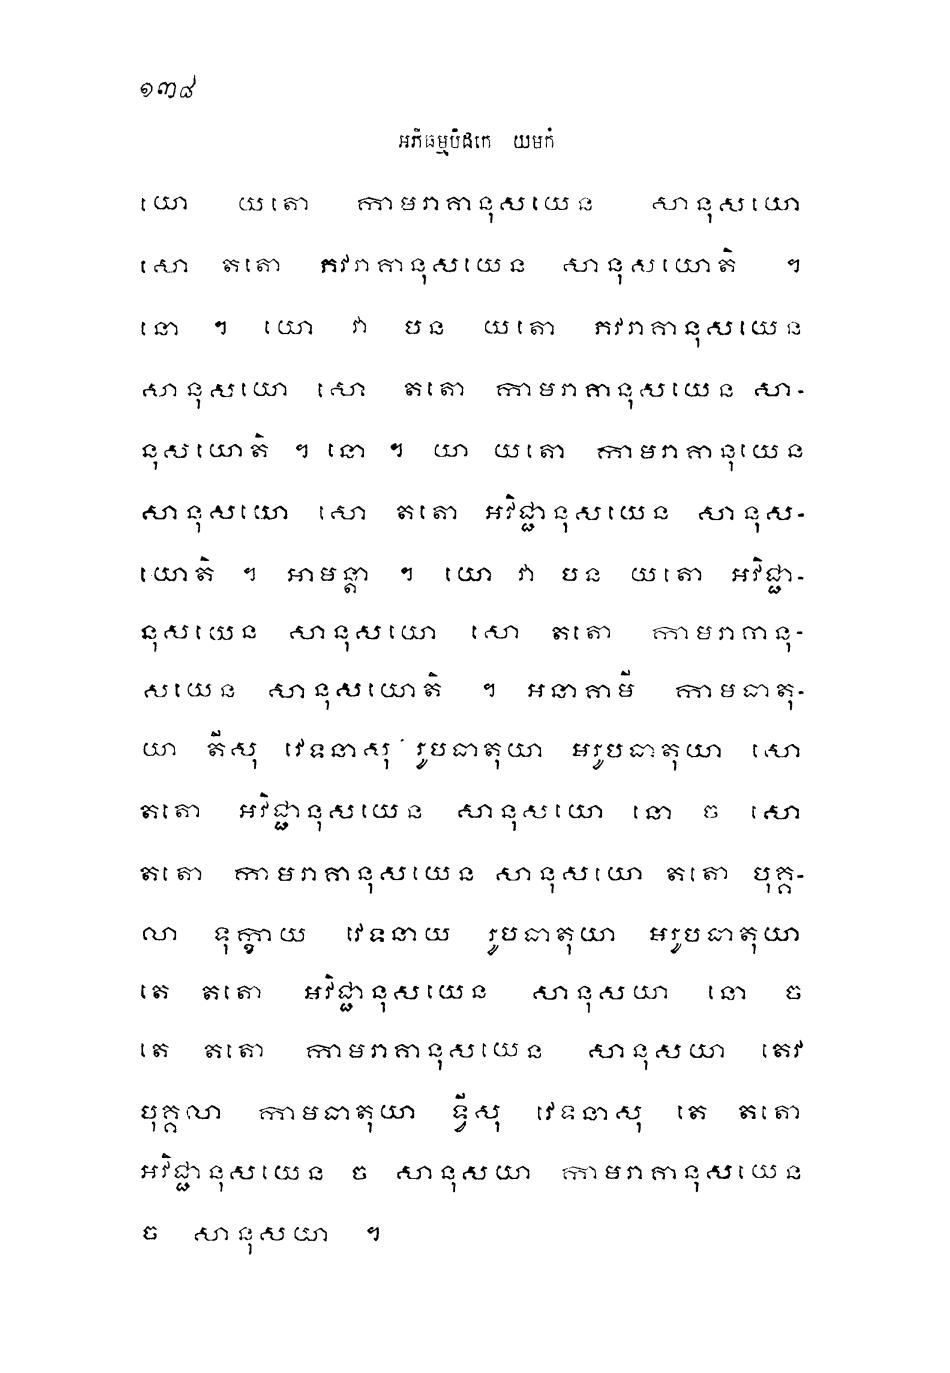 ១៣៨
អភិធម្មបិដកេ យមកំ
យោ យតោ កាមរាគានុសយេន សានុសយោ
សោ តតោ ភវរាគានុសយេន សានុសយោតិ ។
នោ ។ យោ វា បន យតោ ភវរាគានុសយេន
សានុសយោ សោ តតោ កាមរាគានុសយេន សា-
នុសយោតិ ។ នោ ។ យោ យតោ កាមរាគានុយេន
សានុសយោ សោ តតោ អវិជ្ជានុសយេន សានុស-
យោតិ ។ អាមន្តា ។ យោ វា បន យតោ អវិជ្ជា-
នុសយេន សានុសយោ សោ តតោ កាមរាគានុ-
សយេន សានុសយោតិ ។ អនាគាមី កាមធាតុ-
យា តីសុ វេទនាសុ រូបធាតុយា អរូបធាតុយា សោ
តតោ អវិជ្ជានុសយេន សានុសយោ នោ ច សោ
តតោ កាមរាគានុសយេន សានុសយោ តតោ បុគ្គ-
លា ទុក្ខាយ វេទនាយ រូបធាតុយា អរូបធាតុយា
តេ តតោ អវិជ្ជានុសយេន សានុសយា នោ ច
តេ តតោ កាមរាគានុសយេន សានុសយា តេវ
បុគ្គលា កាមធាតុយា ទ្វីសុ វេទនាសុ តេ តតោ
អវិជ្ជានុសយេន ច សានុសយា កាមរាគានុសយេន
ច សានុសយា ។